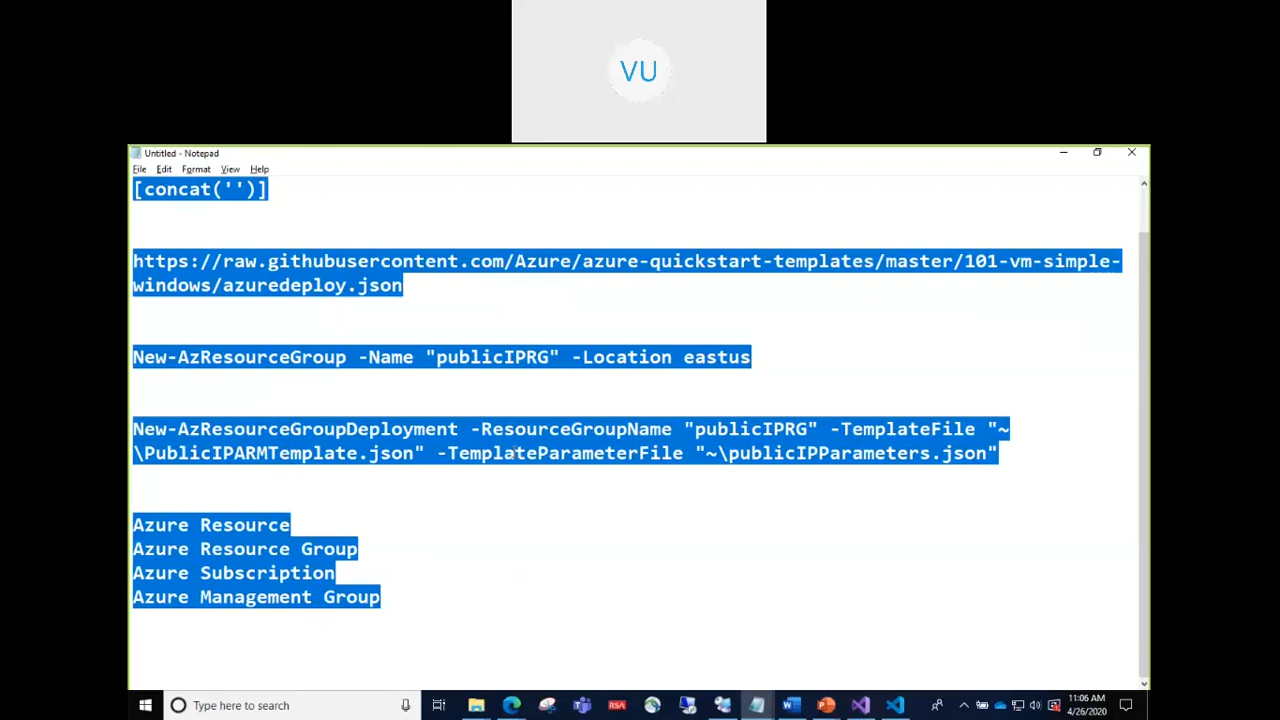 VU
Untitled - Notepad
File Edit Format View Help
[concat('')]
https://raw.githubusercontent.com/Azure/azure-quickstart-templates/master/101-vm-simple-
windows/azuredeploy.json
New-AzResourceGroup -Name "publicIPRG" -Location eastus
New-AzResourceGroupDeployment -ResourceGroupName "publicIPRG" -TemplateFile "~
\PublicIPARMTemplate.json" -TemplateParameterFile "~\publicIPParameters.json"
Azure Resource
Azure Resource Group
Azure Subscription
Azure Management Group
Type here to search
RSA
11:06 AM
4/26/2020